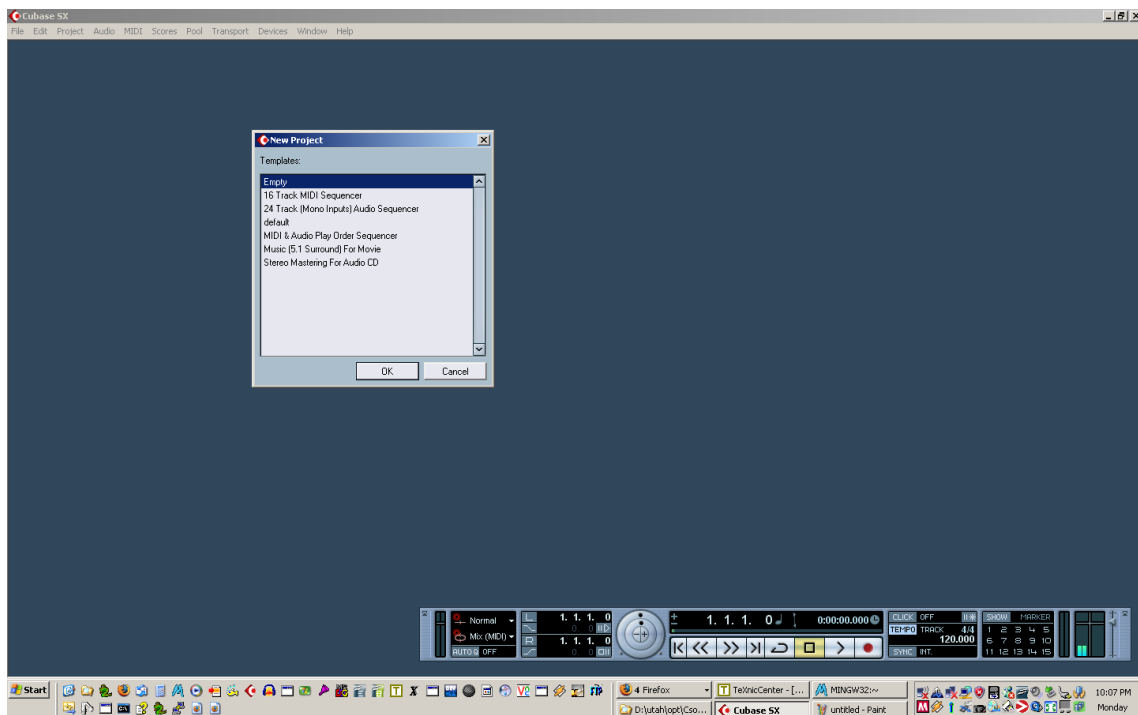 Cubase SX
File Edit Project Audio MIDI Scores Pool Transport Devices Window Help
New Project
Templates:
Empty
16 Track MIDI Sequencer
24 Track (Mono Inputs) Audio Sequencer
default
MIDI & Audio Play Order Sequencer
Music (5.1 Surround) For Movie
Stereo Mastering For Audio CD
OK Cancel
Normal
Mix (MIDI)
AUTO Q OFF
L 1. 1. 1. 0
0 0
R 1. 1. 1. 0
0 0
1. 1. 1. 0 0:00:00.000
CLICK OFF
TEMPO TRACK 4/4
120.000
SYNC INT.
SHOW MARKER
1 2 3 4 5
6 7 8 9 10
11 12 13 14 15
Start 4 Firefox TeXnicCenter - [... MINGW32:~ 10:07 PM
D:\utah\opt\Cso... Cubase SX untitled - Paint Monday